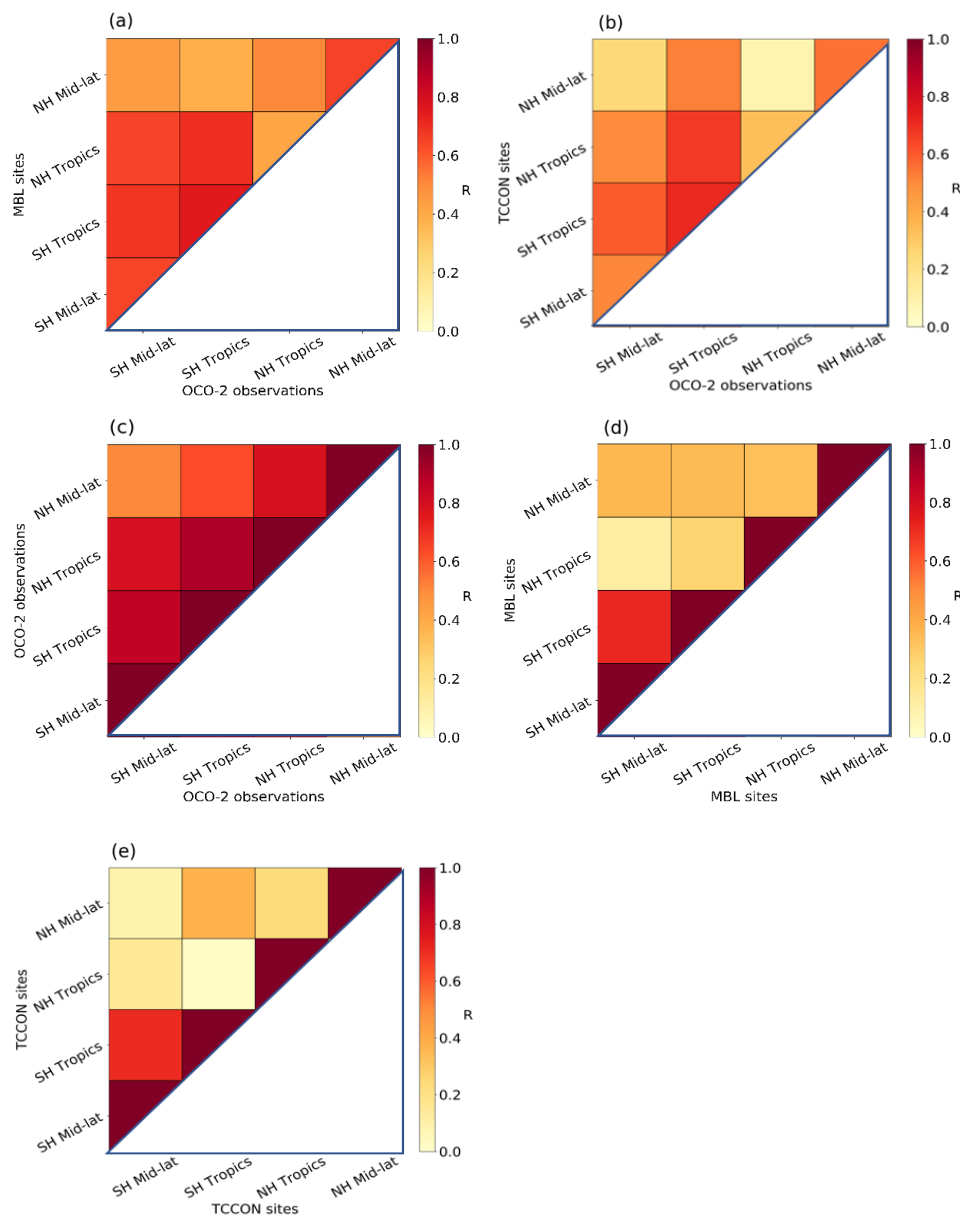 (a)
MBL sites
NH Mid-lat
NH Tropics
SH Tropics
SH Mid-lat
SH Mid-lat
SH Tropics
NH Tropics
NH Mid-lat
OCO-2 observations
1.0
0.8
0.6
0.4
0.2
0.0
R
(b)
TCCON sites
NH Mid-lat
NH Tropics
SH Tropics
SH Mid-lat
SH Mid-lat
SH Tropics
NH Tropics
NH Mid-lat
OCO-2 observations
1.0
0.8
0.6
0.4
0.2
0.0
R
(c)
OCO-2 observations
NH Mid-lat
NH Tropics
SH Tropics
SH Mid-lat
SH Mid-lat
SH Tropics
NH Tropics
NH Mid-lat
OCO-2 observations
1.0
0.8
0.6
0.4
0.2
0.0
R
(d)
MBL sites
NH Mid-lat
NH Tropics
SH Tropics
SH Mid-lat
SH Mid-lat
SH Tropics
NH Tropics
NH Mid-lat
MBL sites
1.0
0.8
0.6
0.4
0.2
0.0
R
(e)
TCCON sites
NH Mid-lat
NH Tropics
SH Tropics
SH Mid-lat
SH Mid-lat
SH Tropics
NH Tropics
NH Mid-lat
TCCON sites
1.0
0.8
0.6
0.4
0.2
0.0
R